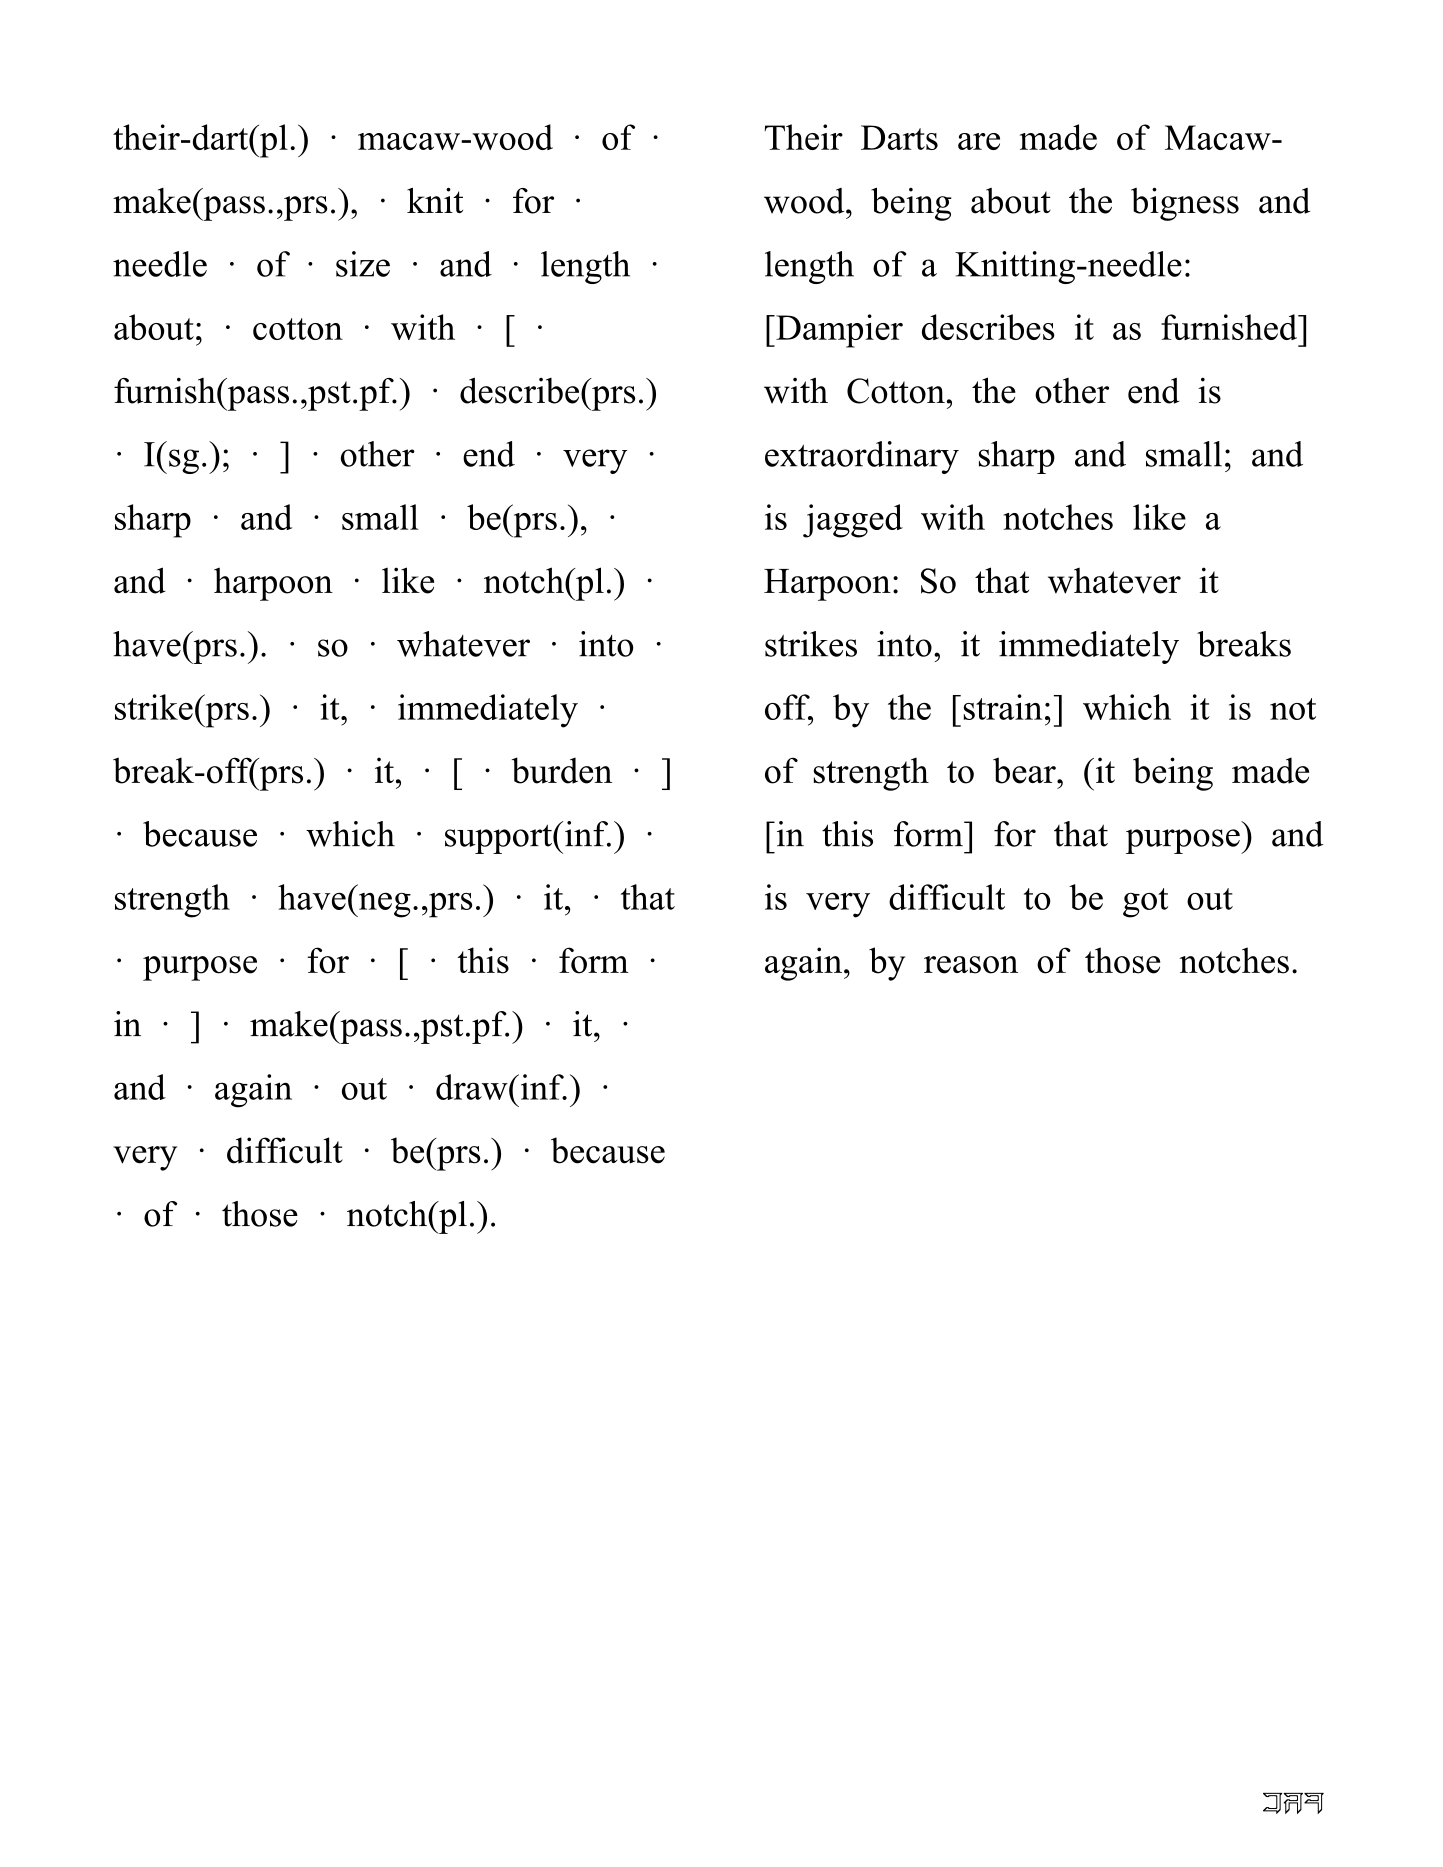 their-dart(pl.) · macaw-wood · of ·
make(pass.,prs.), · knit · for ·
needle · of · size · and · length ·
about; · cotton · with · [ ·
furnish(pass.,pst.pf.) · describe(prs.)
· I(sg.); · ] · other · end · very ·
sharp · and · small · be(prs.), ·
and · harpoon · like · notch(pl.) ·
have(prs.). · so · whatever · into ·
strike(prs.) · it, · immediately ·
break-off(prs.) · it, · [ · burden · ]
· because · which · support(inf.) ·
strength · have(neg.,prs.) · it, · that
· purpose · for · [ · this · form ·
in · ] · make(pass.,pst.pf.) · it, ·
and · again · out · draw(inf.) ·
very · difficult · be(prs.) · because
· of · those · notch(pl.).
Their Darts are made of Macaw-
wood, being about the bigness and
length of a Knitting-needle:
[Dampier describes it as furnished]
with Cotton, the other end is
extraordinary sharp and small; and
is jagged with notches like a
Harpoon: So that whatever it
strikes into, it immediately breaks
off, by the [strain;] which it is not
of strength to bear, (it being made
[in this form] for that purpose) and
is very difficult to be got out
again, by reason of those notches.